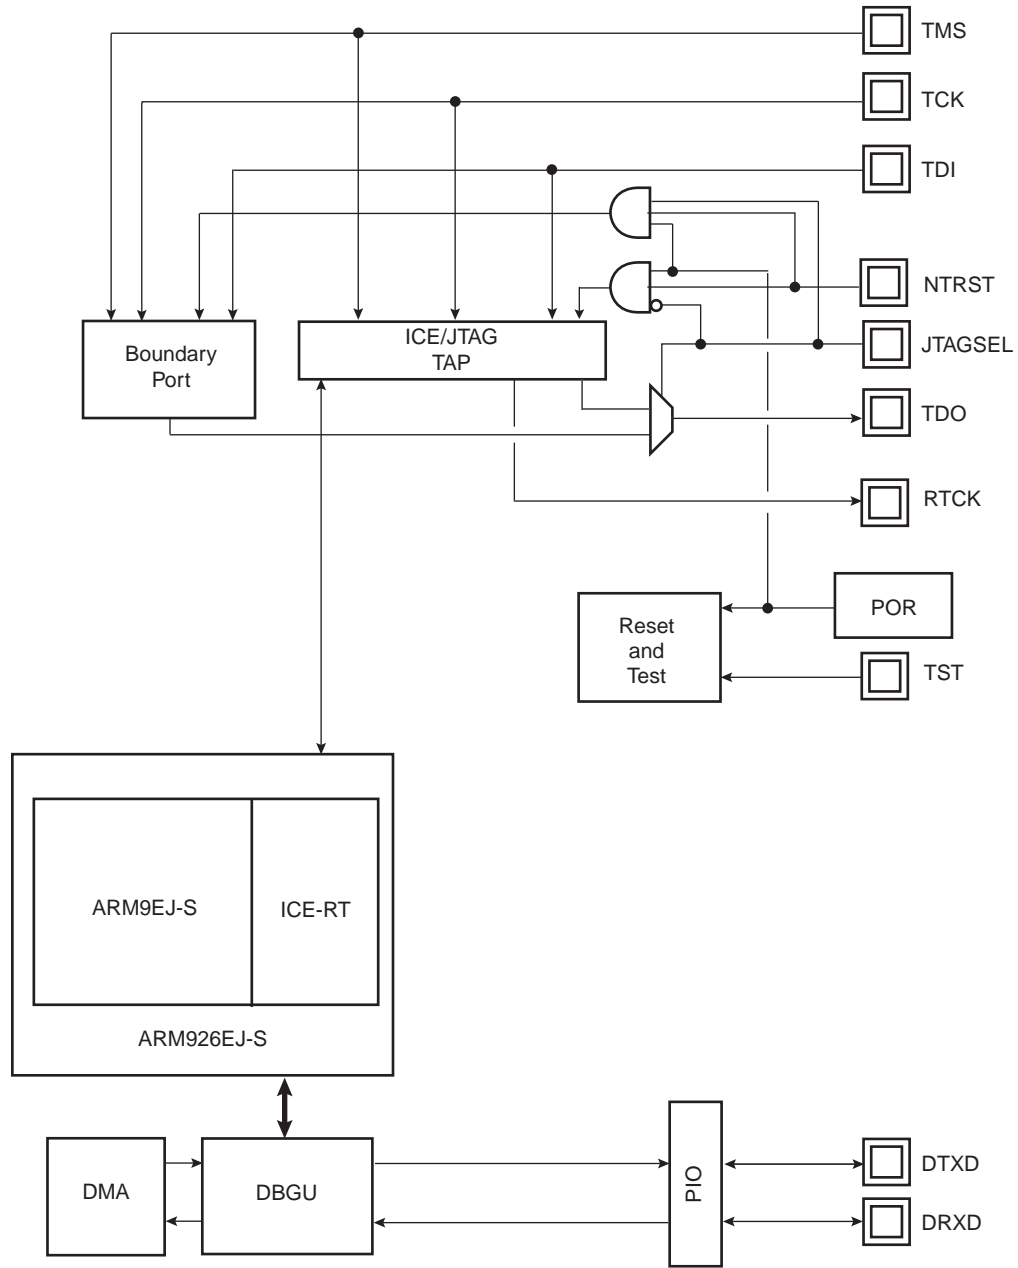 TMS
TCK
TDI
NTRST
JTAGSEL
Boundary
Port
ICE/JTAG
TAP
TDO
RTCK
POR
Reset
and
Test
TST
ARM9EJ-S
ICE-RT
ARM926EJ-S
DMA
DBGU
PIO
DTXD
DRXD